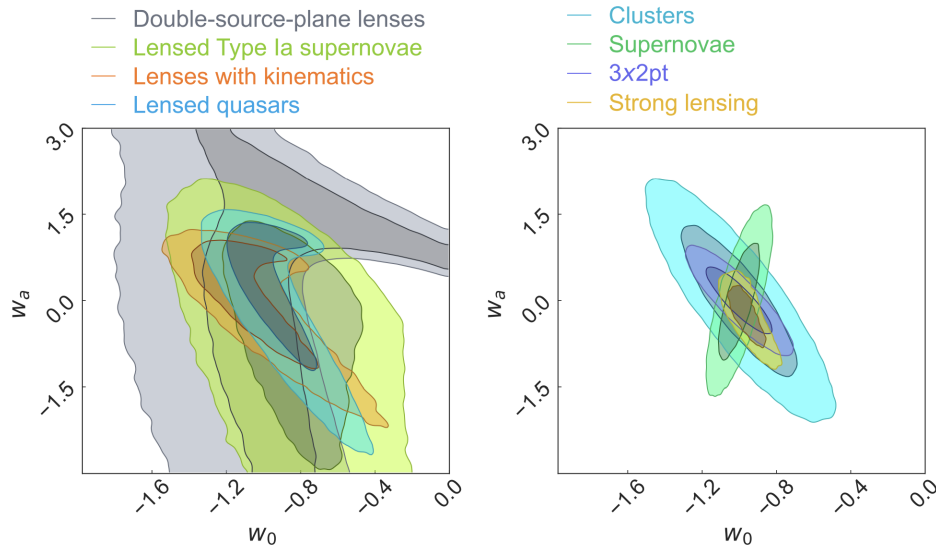 Double-source-plane lenses
Lensed Type Ia supernovae
Lenses with kinematics
Lensed quasars
3.0
1.5
0.0
−1.5
wₐ
−1.6
−1.2
−0.8
−0.4
0.0
w₀
Clusters
Supernovae
3x2pt
Strong lensing
3.0
1.5
0.0
−1.5
wₐ
−1.6
−1.2
−0.8
−0.4
0.0
w₀